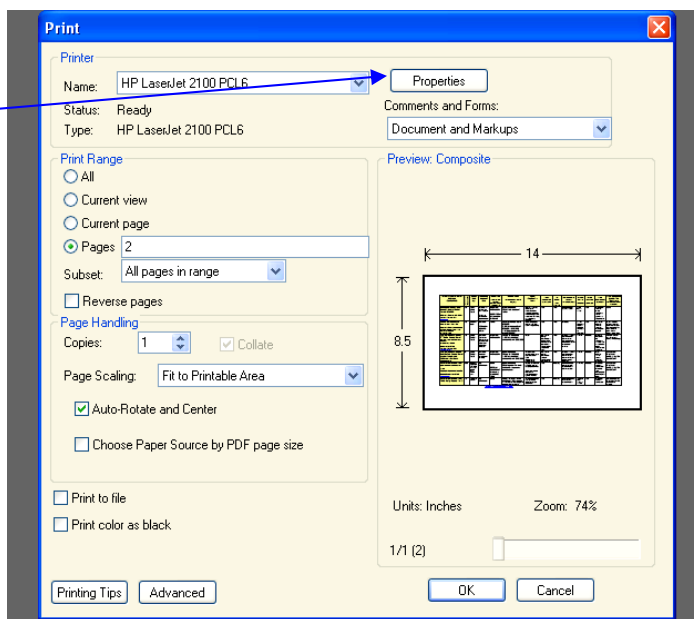 Print
Printer
Name: HP LaserJet 2100 PCL6 Properties
Status: Ready Comments and Forms:
Type: HP LaserJet 2100 PCL6 Document and Markups
Print Range Preview: Composite
All
Current view
Current page
Pages 2
Subset: All pages in range
Reverse pages
14
8.5
Page Handling
Copies: 1 Collate
Page Scaling: Fit to Printable Area
Auto-Rotate and Center
Choose Paper Source by PDF page size
Print to file
Print color as black
Units: Inches Zoom: 74%
1/1 (2)
Printing Tips Advanced OK Cancel